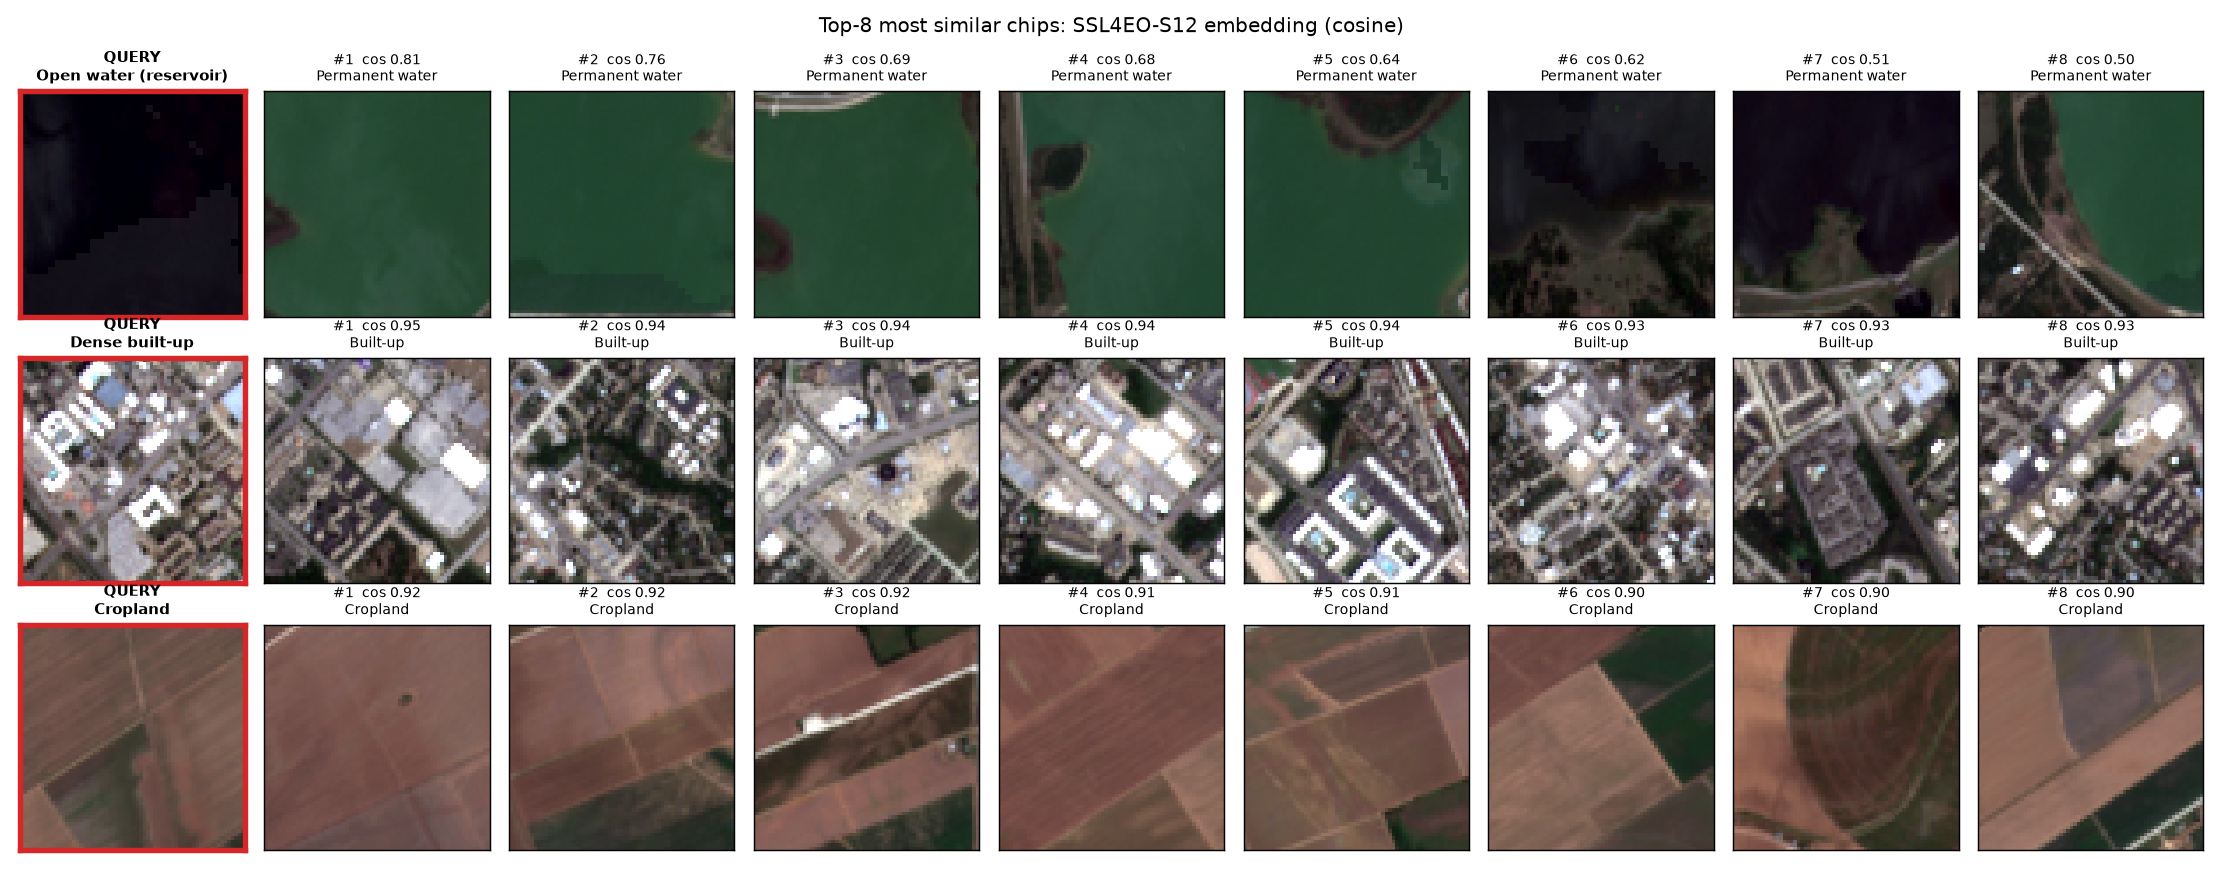 Top-8 most similar chips: SSL4EO-S12 embedding (cosine)
QUERY
Open water (reservoir)
#1 cos 0.81
Permanent water
#2 cos 0.76
Permanent water
#3 cos 0.69
Permanent water
#4 cos 0.68
Permanent water
#5 cos 0.64
Permanent water
#6 cos 0.62
Permanent water
#7 cos 0.51
Permanent water
#8 cos 0.50
Permanent water
QUERY
Dense built-up
#1 cos 0.95
Built-up
#2 cos 0.94
Built-up
#3 cos 0.94
Built-up
#4 cos 0.94
Built-up
#5 cos 0.94
Built-up
#6 cos 0.93
Built-up
#7 cos 0.93
Built-up
#8 cos 0.93
Built-up
QUERY
Cropland
#1 cos 0.92
Cropland
#2 cos 0.92
Cropland
#3 cos 0.92
Cropland
#4 cos 0.91
Cropland
#5 cos 0.91
Cropland
#6 cos 0.90
Cropland
#7 cos 0.90
Cropland
#8 cos 0.90
Cropland